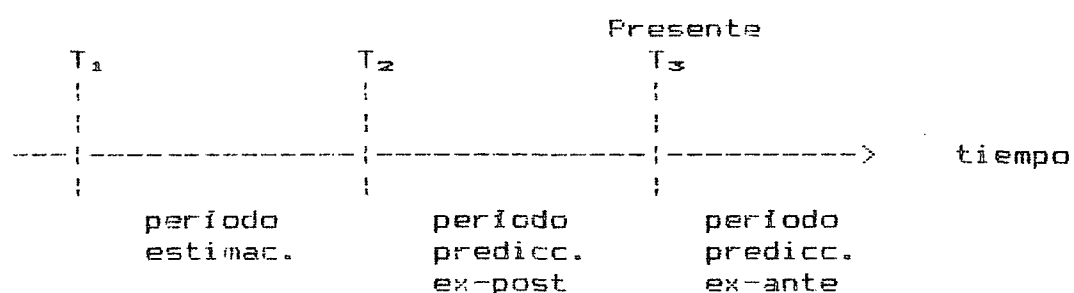 Presente
T₁ T₂ T₃
tiempo
período período período
estimac. predicc. predicc.
ex-post ex-ante